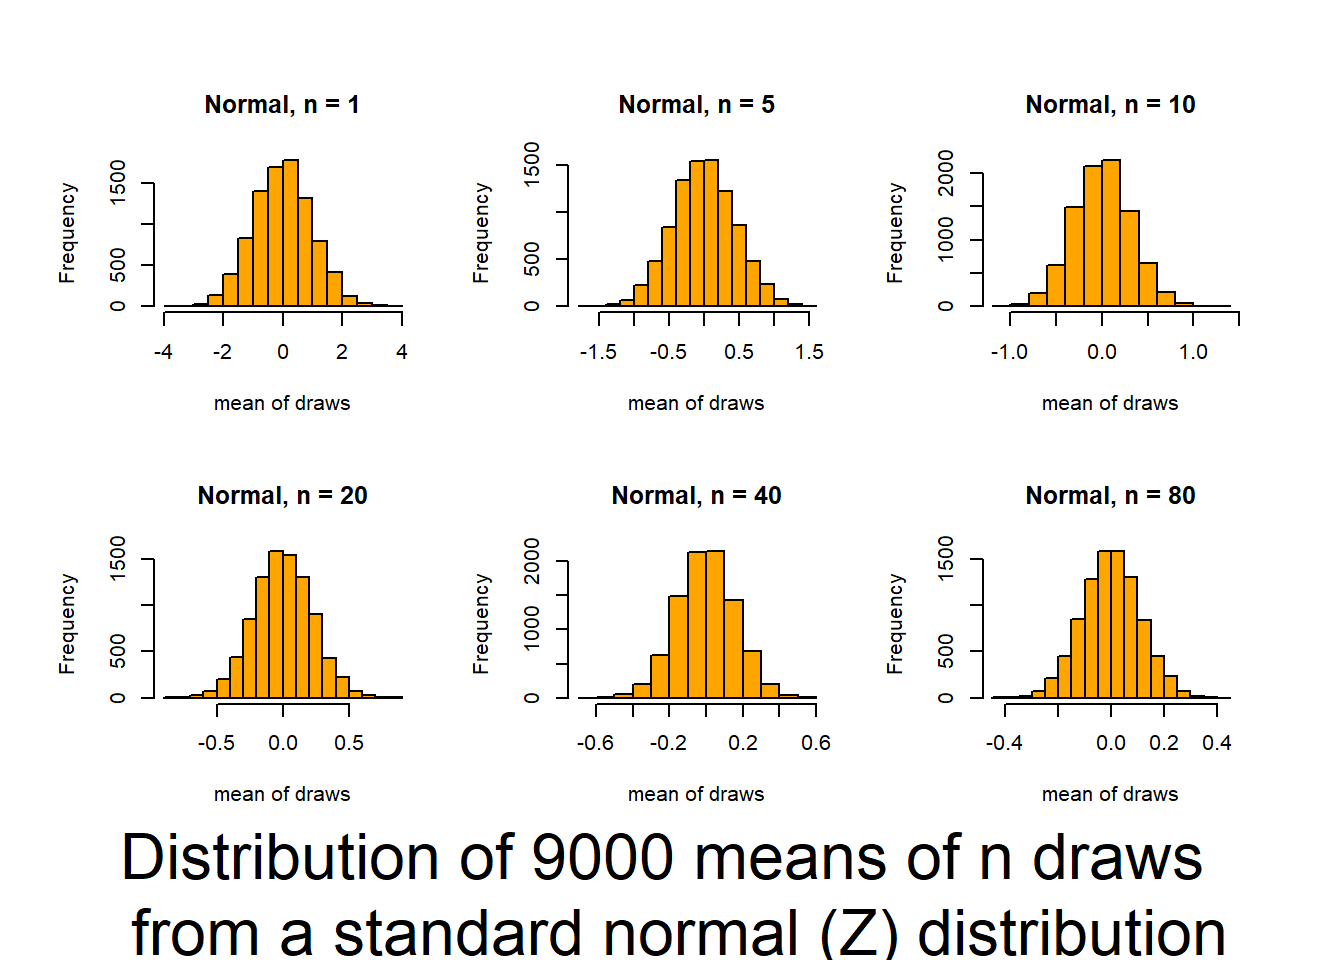 Normal, n = 1
Frequency
0 500 1500
-4 -2 0 2 4
mean of draws
Normal, n = 5
Frequency
0 500 1500
-1.5 -0.5 0.5 1.5
mean of draws
Normal, n = 10
Frequency
0 1000 2000
-1.0 0.0 1.0
mean of draws
Normal, n = 20
Frequency
0 500 1500
-0.5 0.0 0.5
mean of draws
Normal, n = 40
Frequency
0 1000 2000
-0.6 -0.2 0.2 0.6
mean of draws
Normal, n = 80
Frequency
0 500 1500
-0.4 0.0 0.2 0.4
mean of draws
Distribution of 9000 means of n draws
from a standard normal (Z) distribution